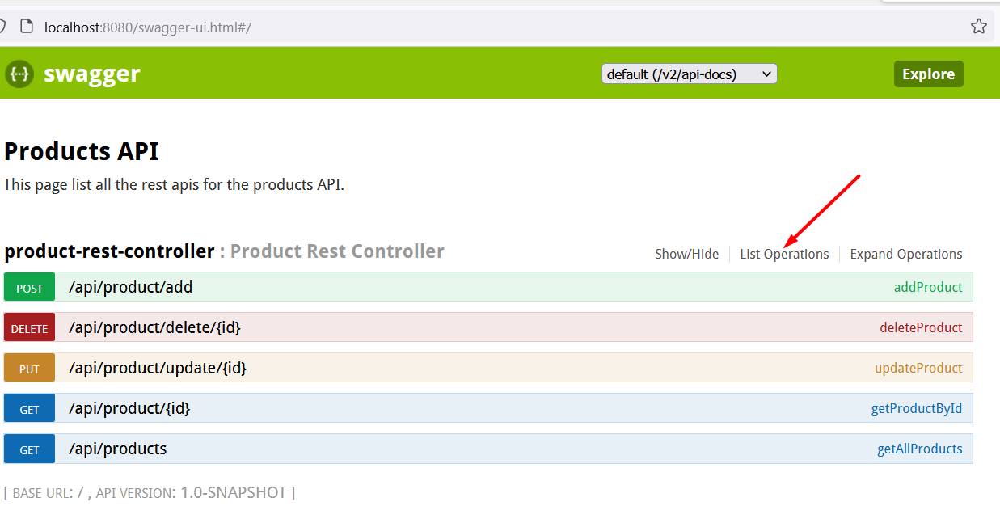 localhost:8080/swagger-ui.html#/
{···} swagger default (/v2/api-docs) Explore
Products API
This page list all the rest apis for the products API.
product-rest-controller : Product Rest Controller Show/Hide List Operations Expand Operations
POST /api/product/add addProduct
DELETE /api/product/delete/{id} deleteProduct
PUT /api/product/update/{id} updateProduct
GET /api/product/{id} getProductById
GET /api/products getAllProducts
[ BASE URL: / , API VERSION: 1.0-SNAPSHOT ]